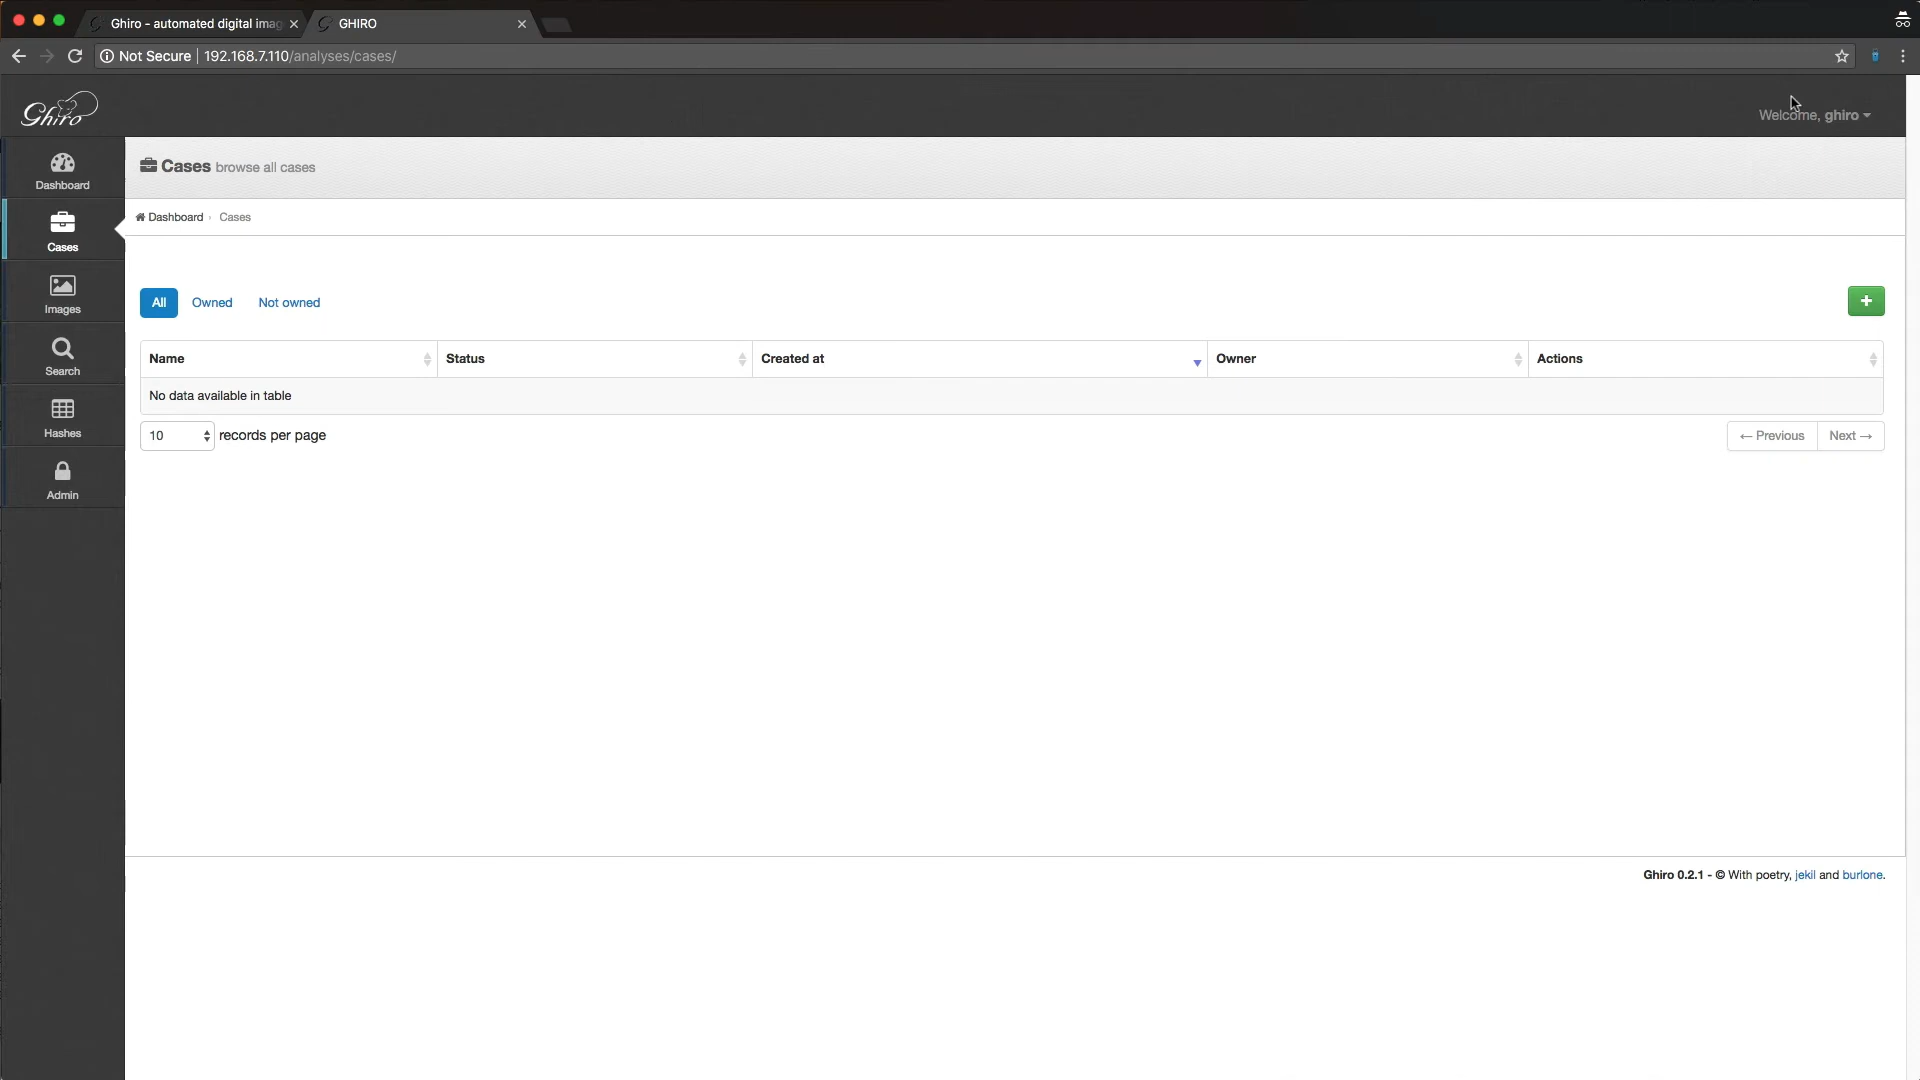 Ghiro - automated digital imag
GHIRO
Not Secure | 192.168.7.110/analyses/cases/
Ghiro
Welcome, ghiro
Dashboard
Cases
Images
Search
Hashes
Admin
Cases browse all cases
Dashboard › Cases
All Owned Not owned
+
Name Status Created at Owner Actions
No data available in table
10 records per page
← Previous Next →
Ghiro 0.2.1 - © With poetry, jekil and burlone.